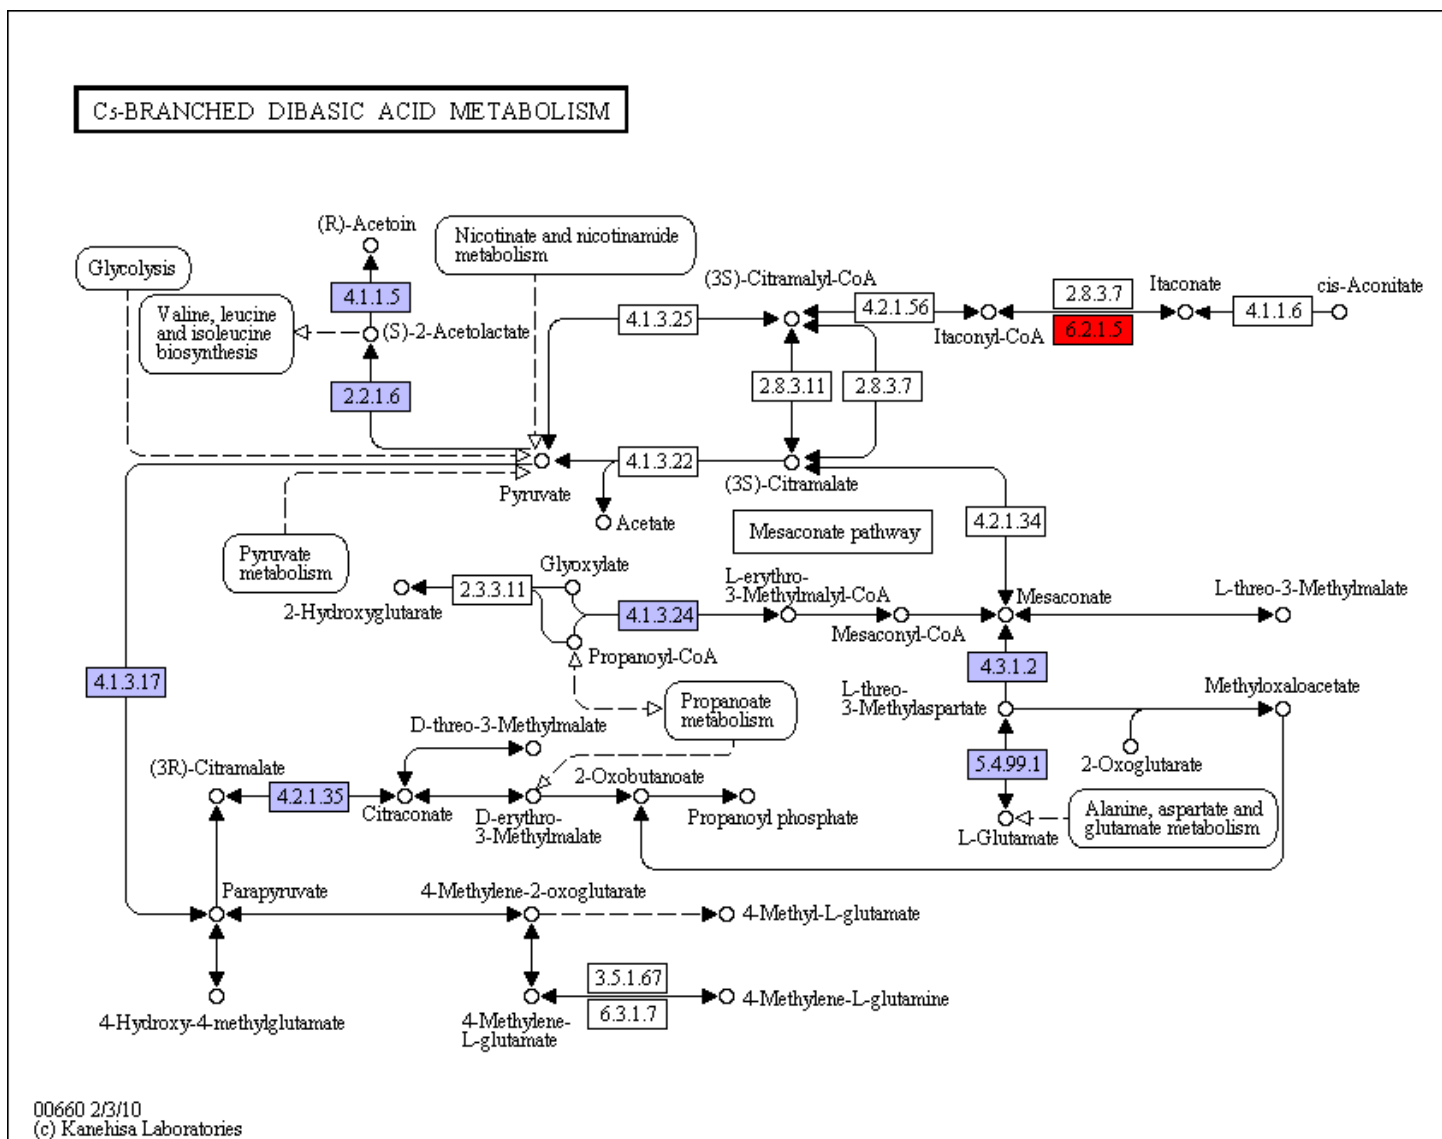 C5-BRANCHED DIBASIC ACID METABOLISM
(R)-Acetoin
Nicotinate and nicotinamide
metabolism
Glycolysis
(3S)-Citramalyl-CoA
4.1.1.5
Valine, leucine
and isoleucine
biosynthesis
(S)-2-Acetolactate
4.1.3.25
4.2.1.56
Itaconyl-CoA
2.8.3.7
6.2.1.5
Itaconate
4.1.1.6
cis-Aconitate
2.2.1.6
2.8.3.11
2.8.3.7
Pyruvate
4.1.3.22
(3S)-Citramalate
Acetate
Mesaconate pathway
4.2.1.34
Pyruvate
metabolism
Glyoxylate
2.3.3.11
2-Hydroxyglutarate
4.1.3.24
L-erythro-
3-Methylmalyl-CoA
Mesaconyl-CoA
Mesaconate
L-threo-3-Methylmalate
Propanoyl-CoA
4.1.3.17
4.3.1.2
Propanoate
metabolism
L-threo-
3-Methylaspartate
Methyloxaloacetate
D-threo-3-Methylmalate
5.4.99.1
2-Oxoglutarate
(3R)-Citramalate
4.2.1.35
Citraconate
D-erythro-
3-Methylmalate
2-Oxobutanoate
Propanoyl phosphate
L-Glutamate
Alanine, aspartate and
glutamate metabolism
Parapyruvate
4-Methylene-2-oxoglutarate
4-Methyl-L-glutamate
3.5.1.67
6.3.1.7
4-Methylene-L-glutamine
4-Hydroxy-4-methylglutamate
4-Methylene-
L-glutamate
00660 2/3/10
(c) Kanehisa Laboratories